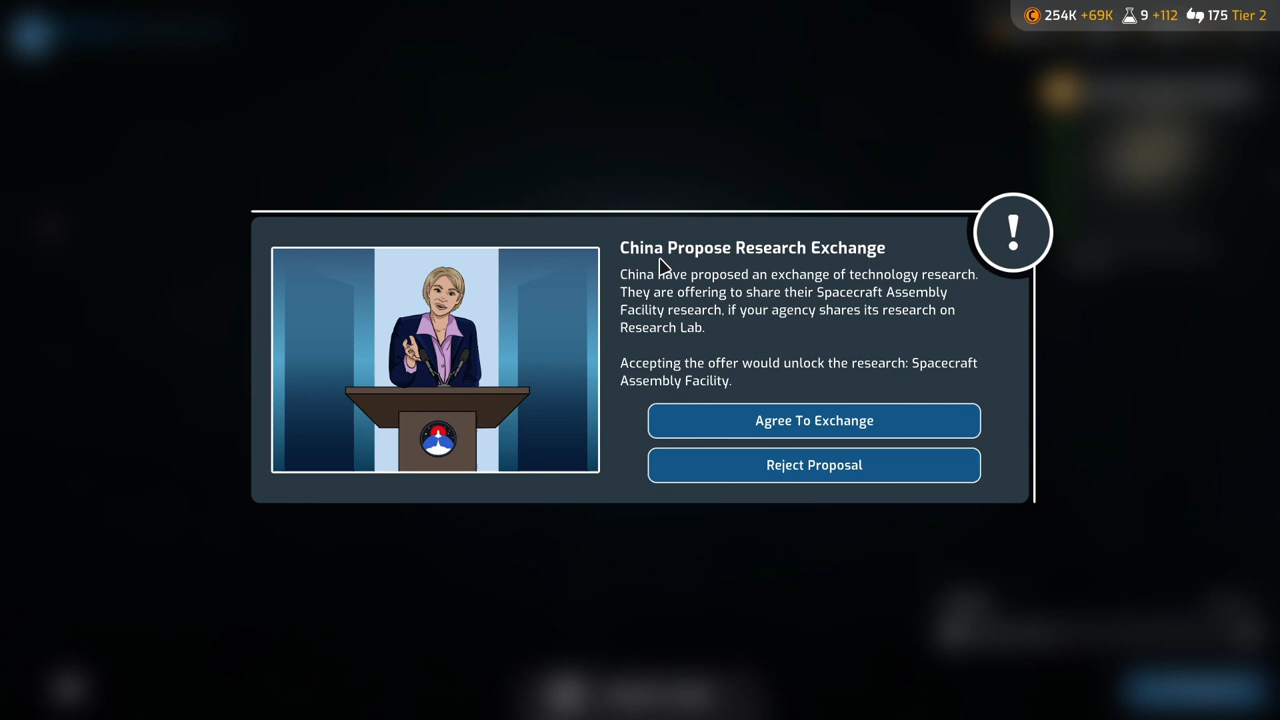 254K +69K 9 +112 175 Tier 2
China Propose Research Exchange
China have proposed an exchange of technology research.
They are offering to share their Spacecraft Assembly
Facility research, if your agency shares its research on
Research Lab.
Accepting the offer would unlock the research: Spacecraft
Assembly Facility.
Agree To Exchange
Reject Proposal